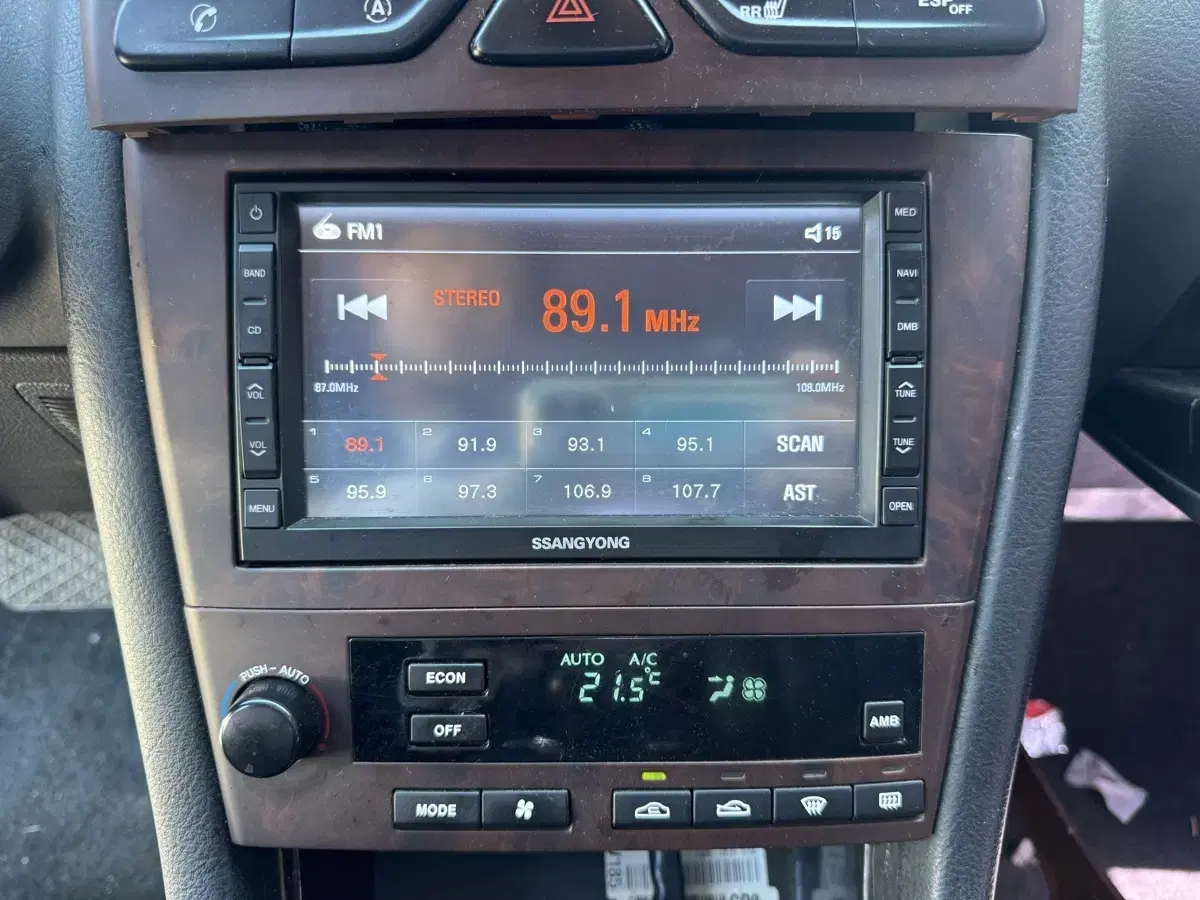 A
RR
ESP OFF
FM1
15
MED
BAND
CD
NAVI
DMB
STEREO
89.1 MHz
87.0MHz
108.0MHz
VOL
VOL
TUNE
TUNE
1 89.1 2 91.9 3 93.1 4 95.1 SCAN
5 95.9 6 97.3 7 106.9 8 107.7 AST
MENU
OPEN
SSANGYONG
PUSH-AUTO
ECON
AUTO A/C
21.5°C
OFF
AMB
MODE